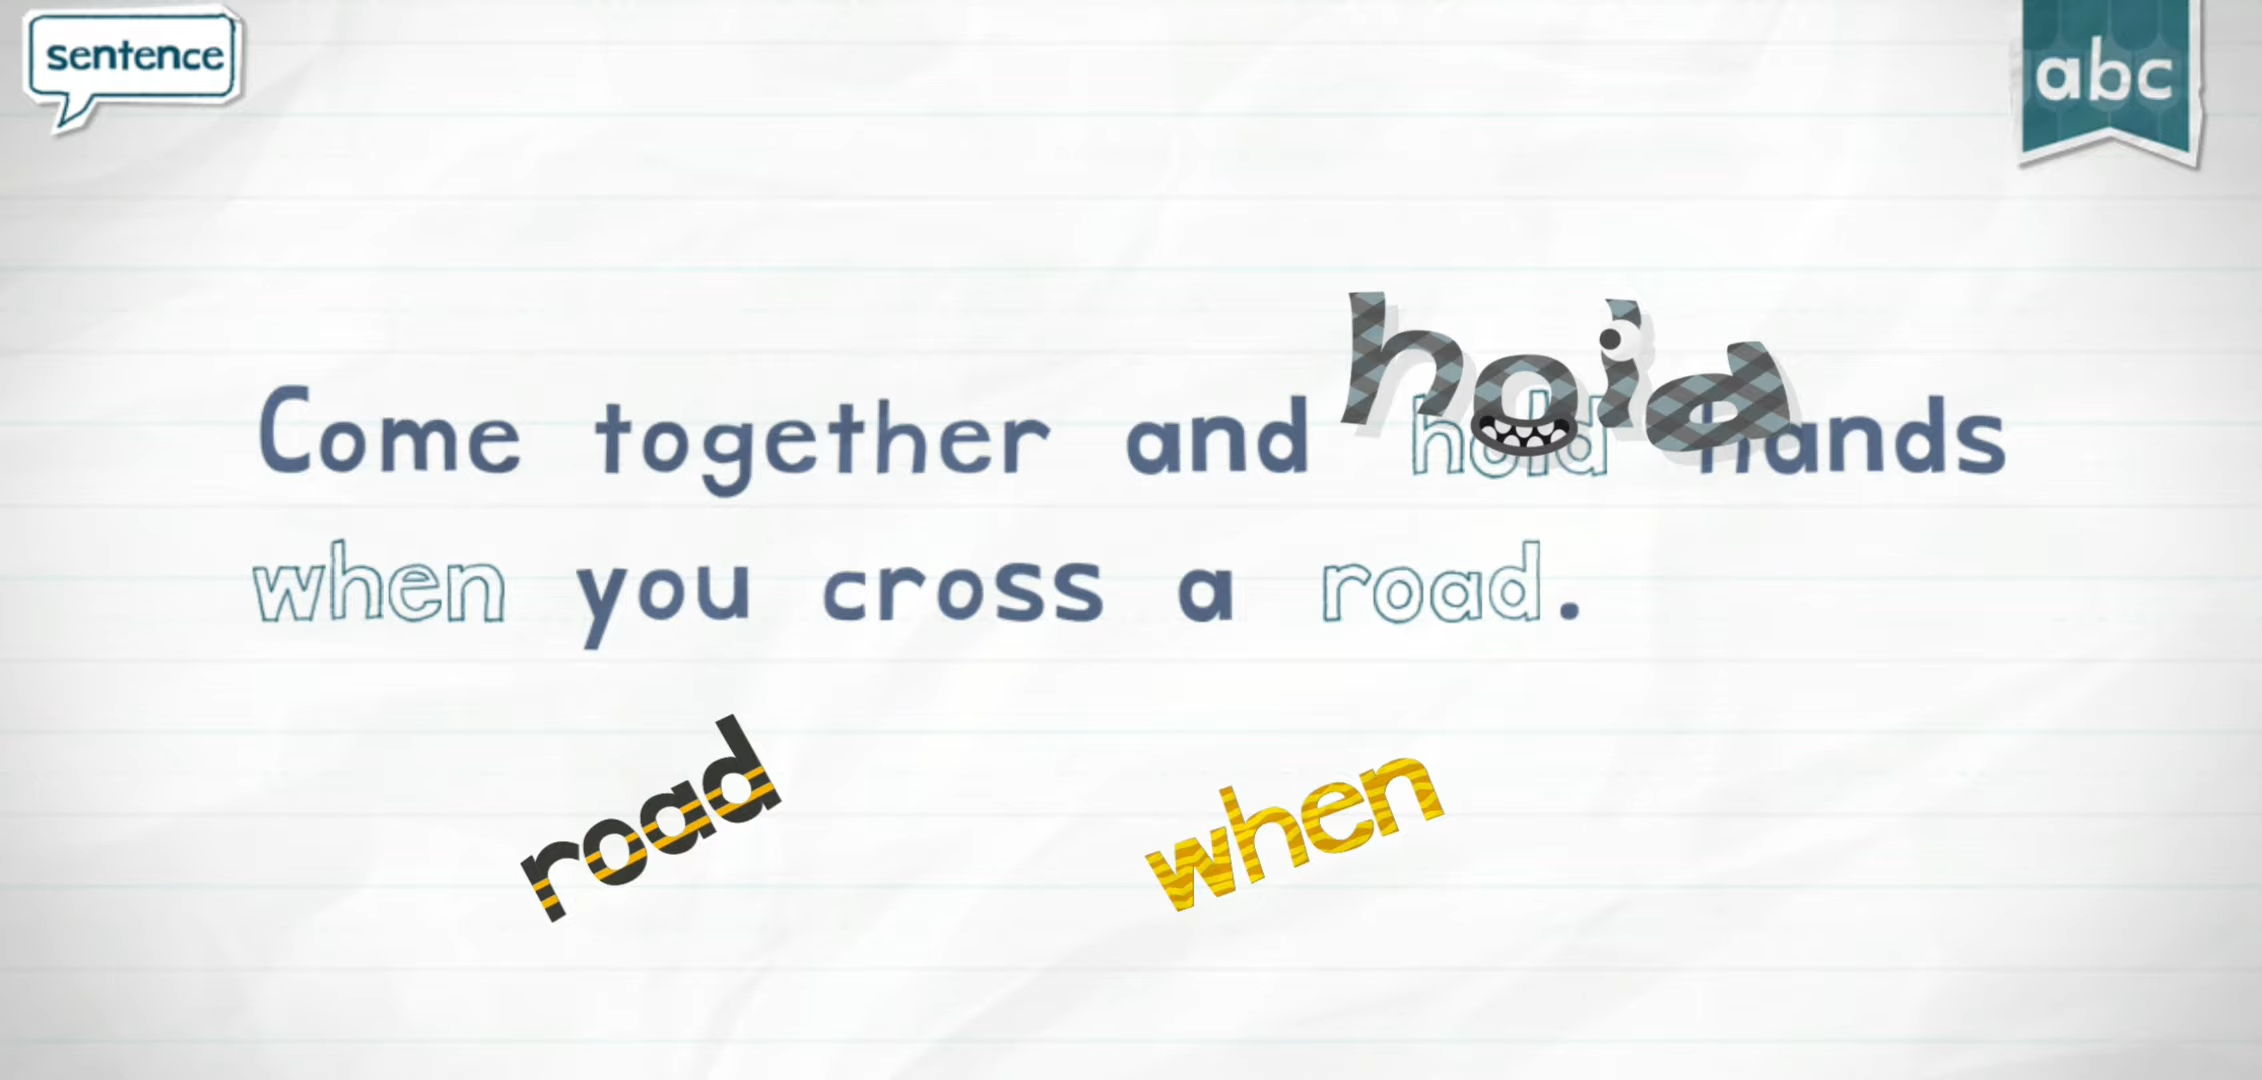 sentence
abc
hold
Come together and hold hands
when you cross a road.
road
when